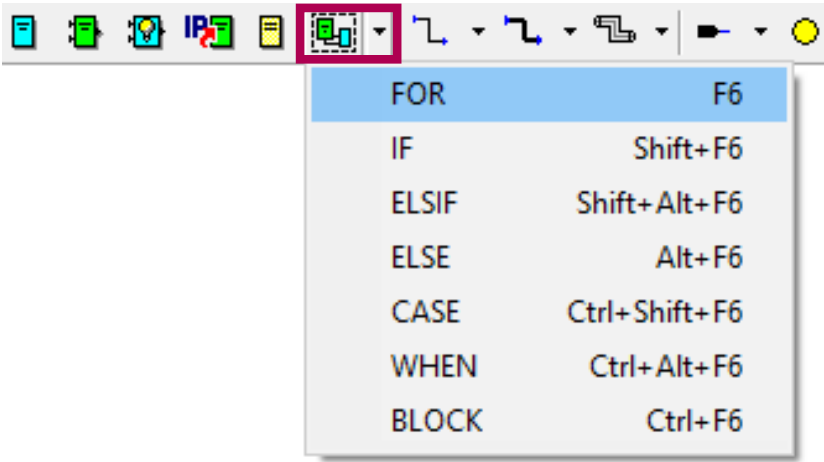 IP
FOR F6
IF Shift+F6
ELSIF Shift+Alt+F6
ELSE Alt+F6
CASE Ctrl+Shift+F6
WHEN Ctrl+Alt+F6
BLOCK Ctrl+F6